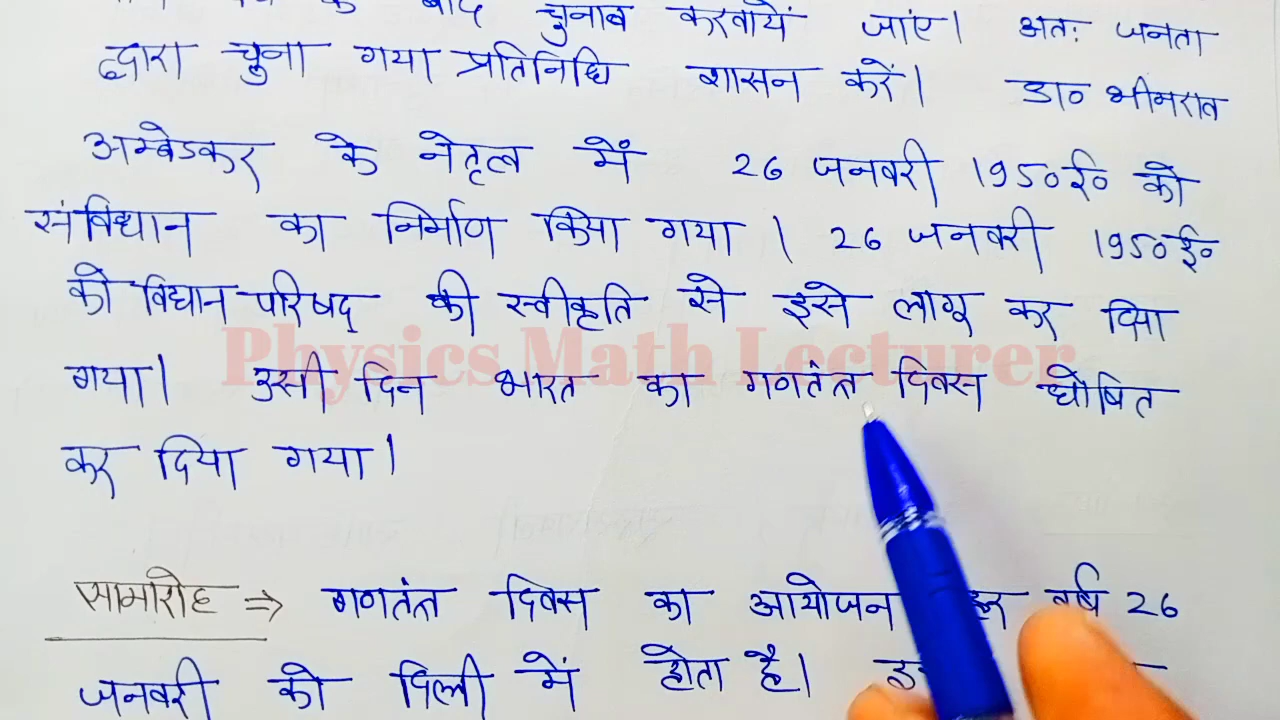 के बाद चुनाव करवायें जांए। अतः जनता
द्वारा चुना गया प्रतिनिधि शासन करें। डा० भीमराव
अम्बेडकर के नेतृत्व में 26 जनवरी 1950ई० को
संविधान का निर्माण किया गया। 26 जनवरी 1950ई०
को विधान परिषद् की स्वीकृति से इसे लागू कर दिया
Physics Math Lecturer
गया। उसी दिन भारत का गणतंत्र दिवस घोषित
कर दिया गया।
सामारोह ⇒ गणतंत्र दिवस का आयोजन हर वर्ष 26
जनवरी को दिल्ली में होता है।